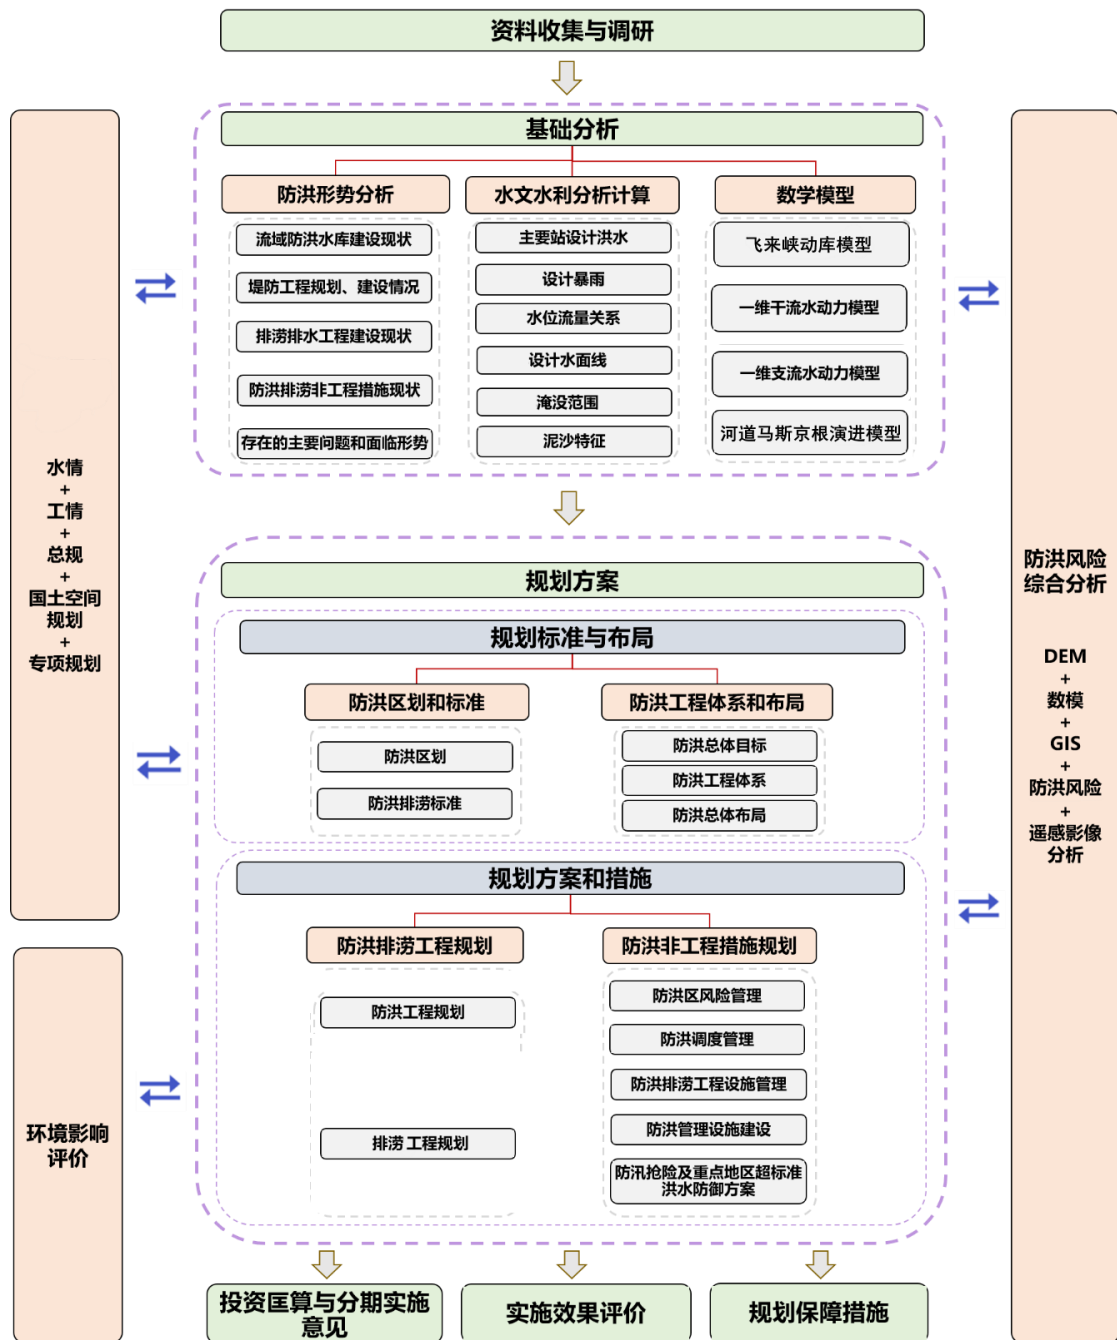 资料收集与调研
基础分析
防洪形势分析
流域防洪水库建设现状
堤防工程规划、建设情况
排涝排水工程建设现状
防洪排涝非工程措施现状
存在的主要问题和面临形势
水文水利分析计算
主要站设计洪水
设计暴雨
水位流量关系
设计水面线
淹没范围
泥沙特征
数学模型
飞来峡动库模型
一维干流水动力模型
一维支流水动力模型
河道马斯京根演进模型
水情
+
工情
+
总规
+
国土空间
规划
+
专项规划
规划方案
规划标准与布局
防洪区划和标准
防洪区划
防洪排涝标准
防洪工程体系和布局
防洪总体目标
防洪工程体系
防洪总体布局
规划方案和措施
防洪排涝工程规划
防洪工程规划
排涝 工程规划
防洪非工程措施规划
防洪区风险管理
防洪调度管理
防洪排涝工程设施管理
防洪管理设施建设
防汛抢险及重点地区超标准
洪水防御方案
环境影响
评价
防洪风险
综合分析
DEM
+
数模
+
GIS
+
防洪风险
+
遥感影像
分析
投资匡算与分期实施
意见
实施效果评价
规划保障措施